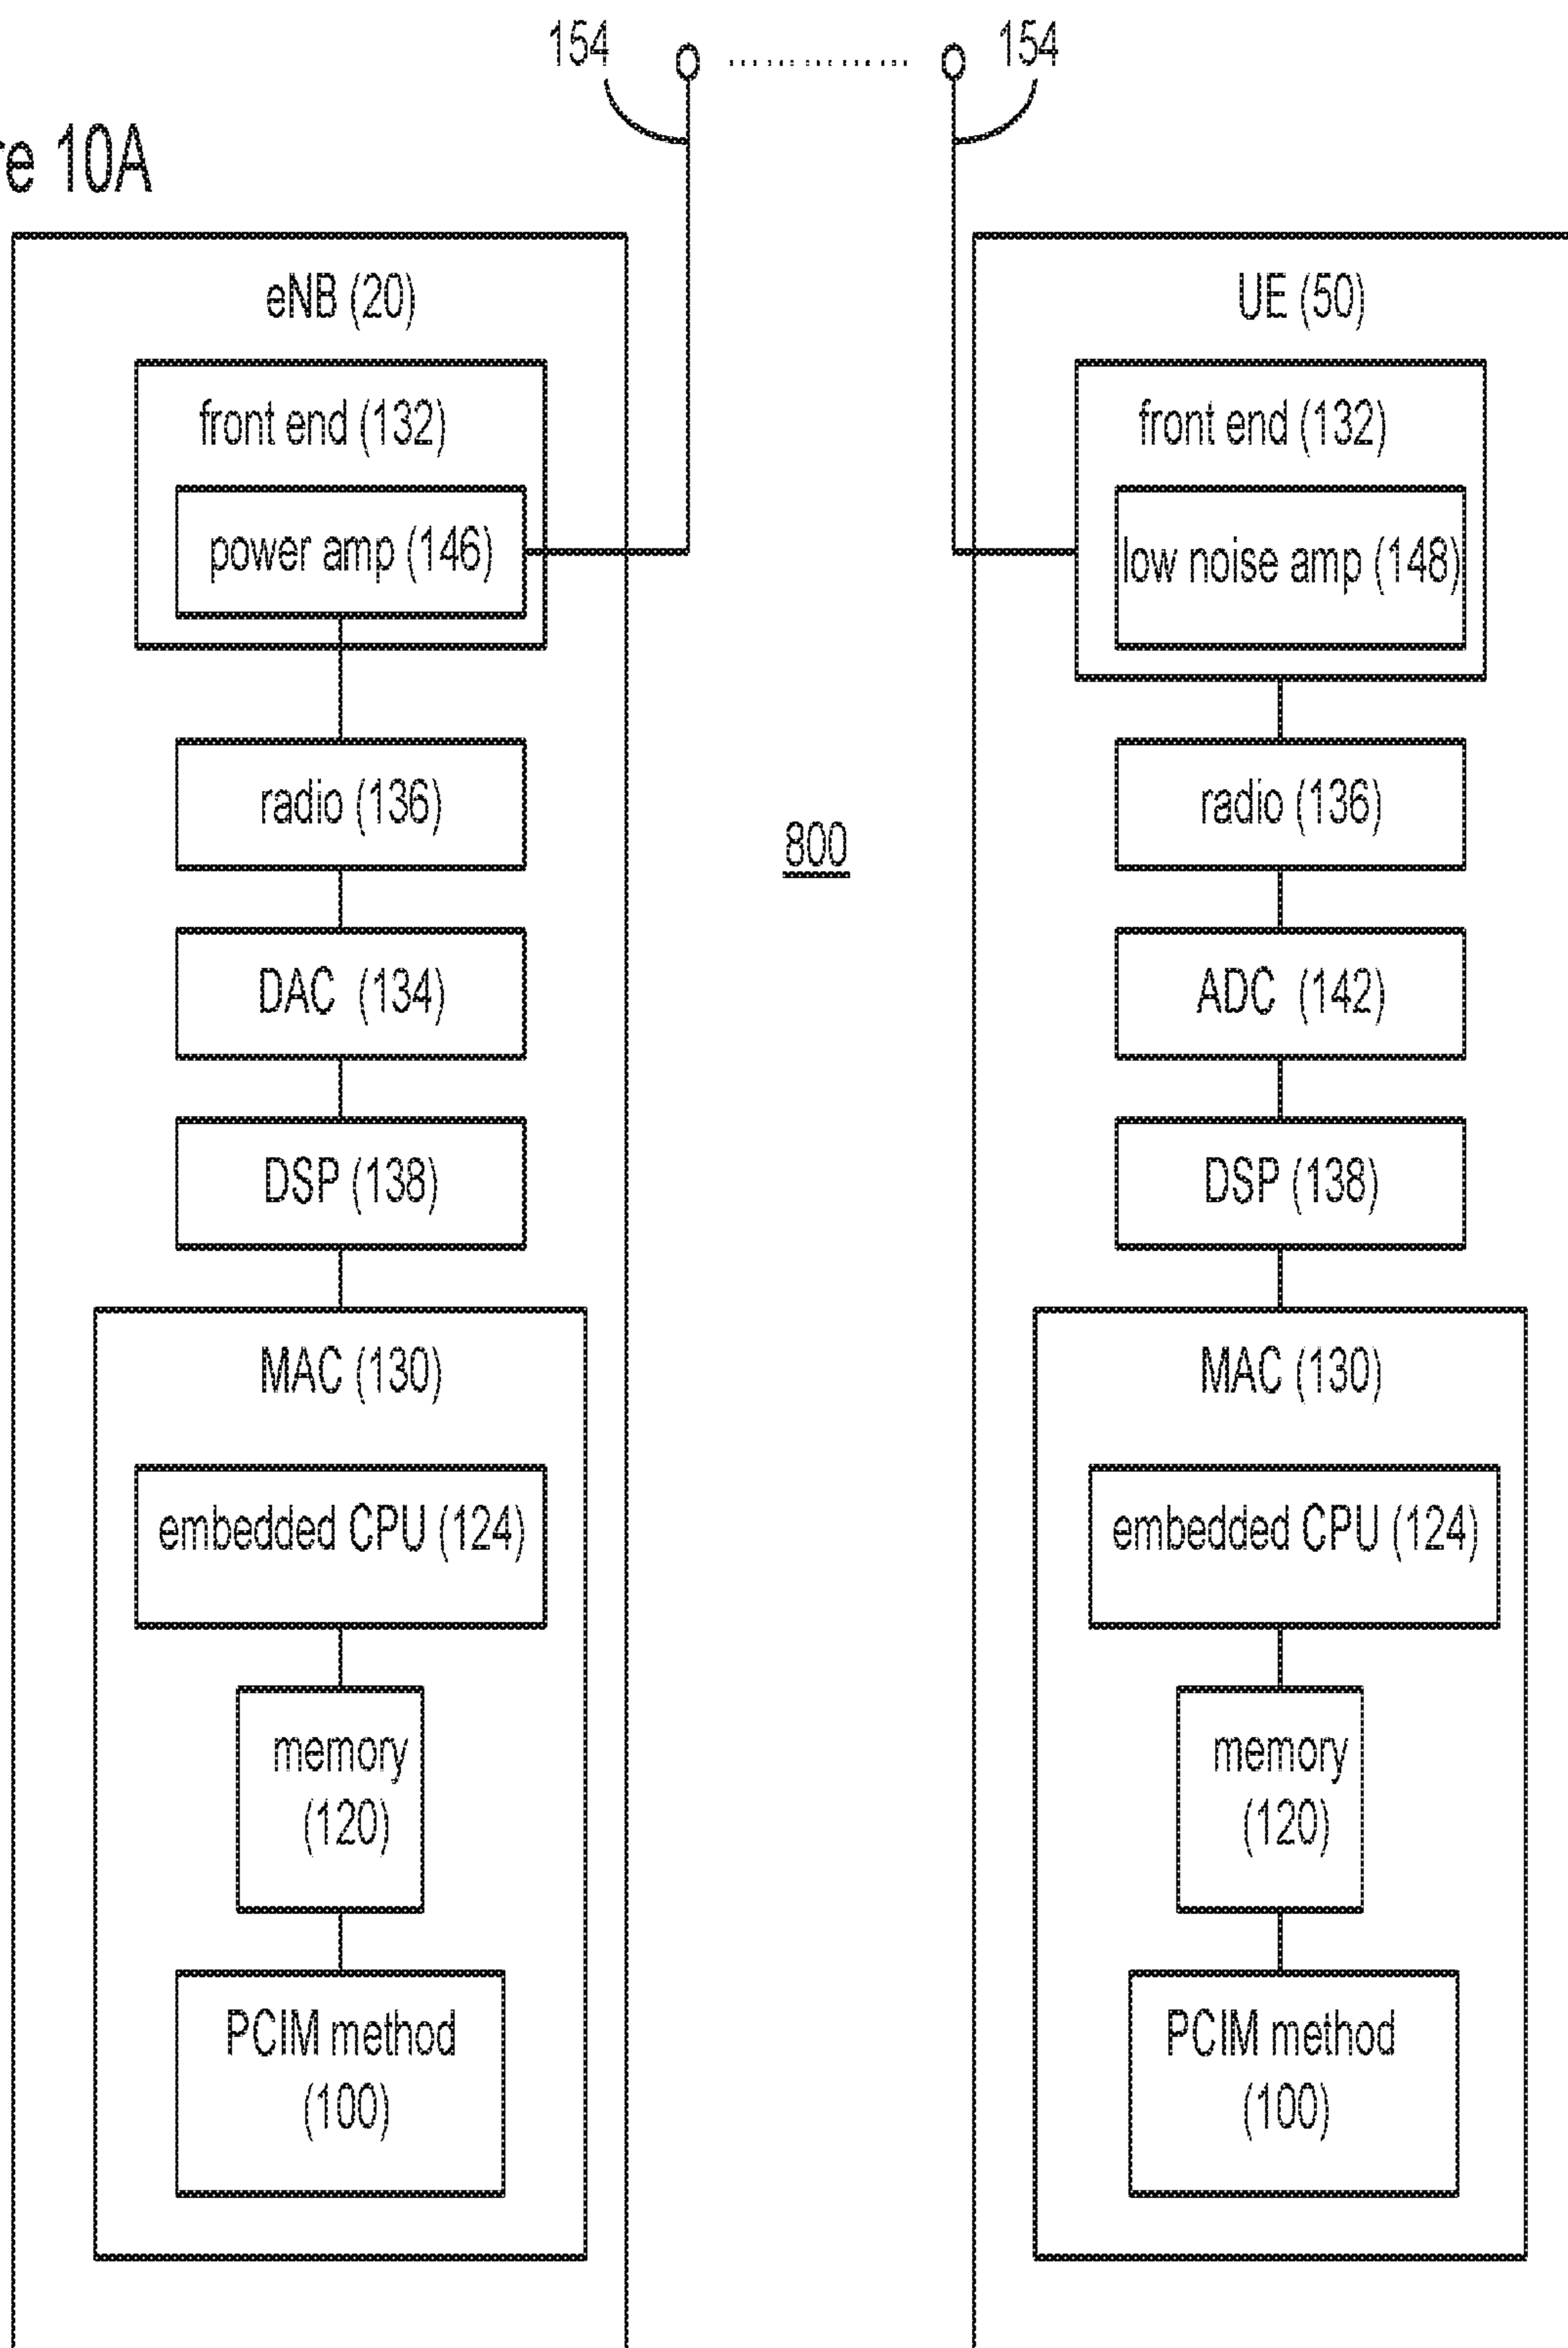 154
154
re 10A
eNB (20)
front end (132)
power amp (146)
radio (136)
DAC (134)
DSP (138)
MAC (130)
embedded CPU (124)
memory
(120)
PCIM method
(100)
800
UE (50)
front end (132)
low noise amp (148)
radio (136)
ADC (142)
DSP (138)
MAC (130)
embedded CPU (124)
memory
(120)
PCIM method
(100)